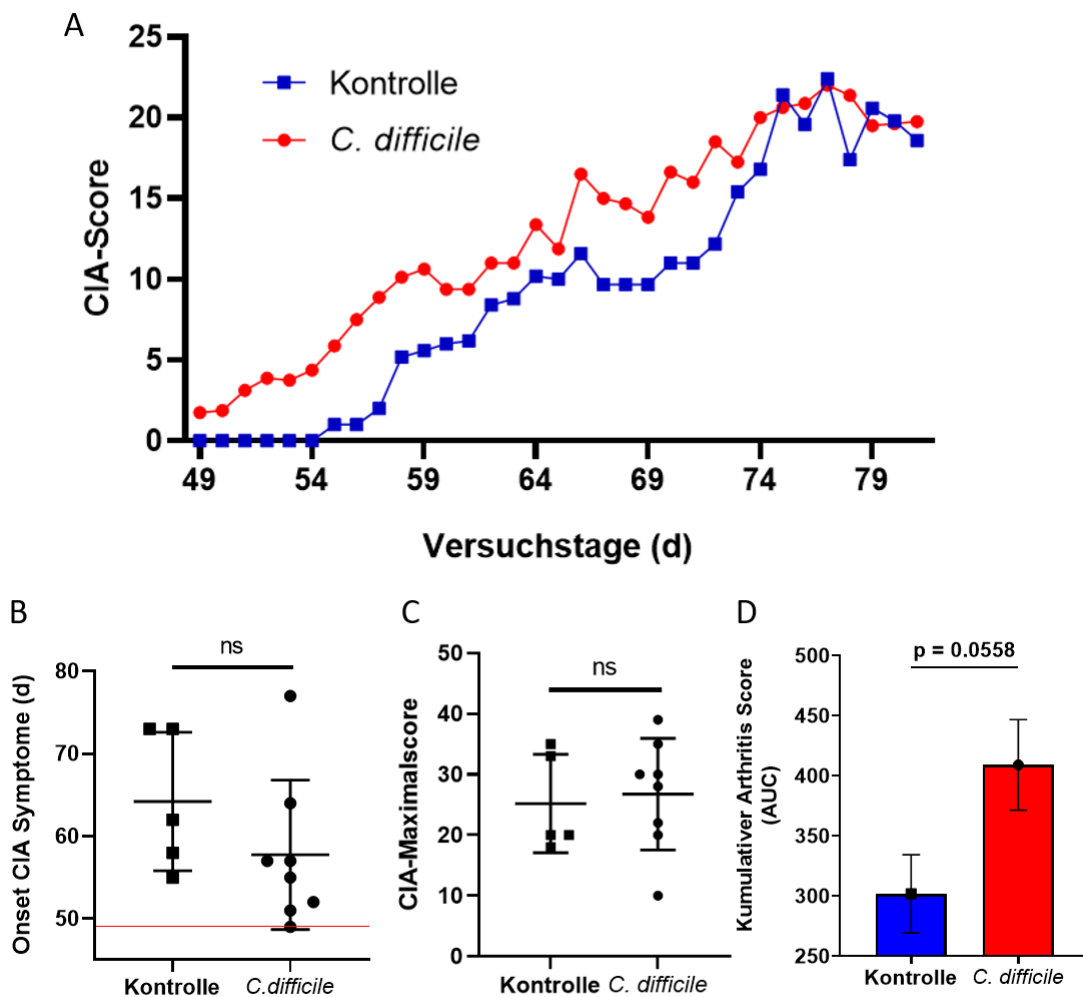 A
CIA-Score
25
20
15
10
5
0
Kontrolle
C. difficile
49 54 59 64 69 74 79
Versuchstage (d)
B
Onset CIA Symptome (d)
80
70
60
50
ns
Kontrolle C.difficile
C
CIA-Maximalscore
50
40
30
20
10
0
ns
Kontrolle C. difficile
D
Kumulativer Arthritis Score
(AUC)
500
450
400
350
300
250
p = 0.0558
Kontrolle C. difficile